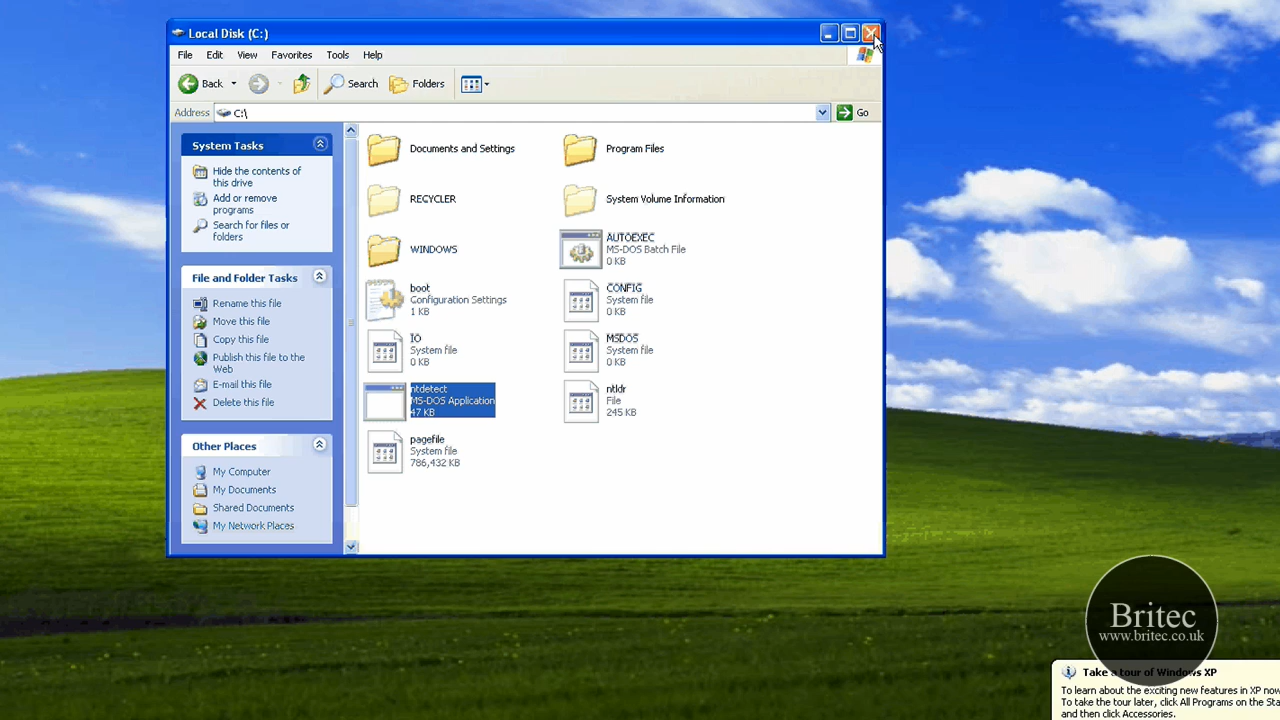 Local Disk (C:)
File Edit View Favorites Tools Help
Back Search Folders
Address C:\ Go
System Tasks
Hide the contents of
this drive
Add or remove
programs
Search for files or
folders
File and Folder Tasks
Rename this file
Move this file
Copy this file
Publish this file to the
Web
E-mail this file
Delete this file
Other Places
My Computer
My Documents
Shared Documents
My Network Places
Documents and Settings
Program Files
RECYCLER
System Volume Information
WINDOWS
AUTOEXEC
MS-DOS Batch File
0 KB
boot
Configuration Settings
1 KB
CONFIG
System file
0 KB
IO
System file
0 KB
MSDOS
System file
0 KB
ntdetect
MS-DOS Application
47 KB
ntldr
File
245 KB
pagefile
System file
786,432 KB
Britec
www.britec.co.uk
Take a tour of Windows XP
To learn about the exciting new features in XP now
To take the tour later, click All Programs on the Sta
and then click Accessories.